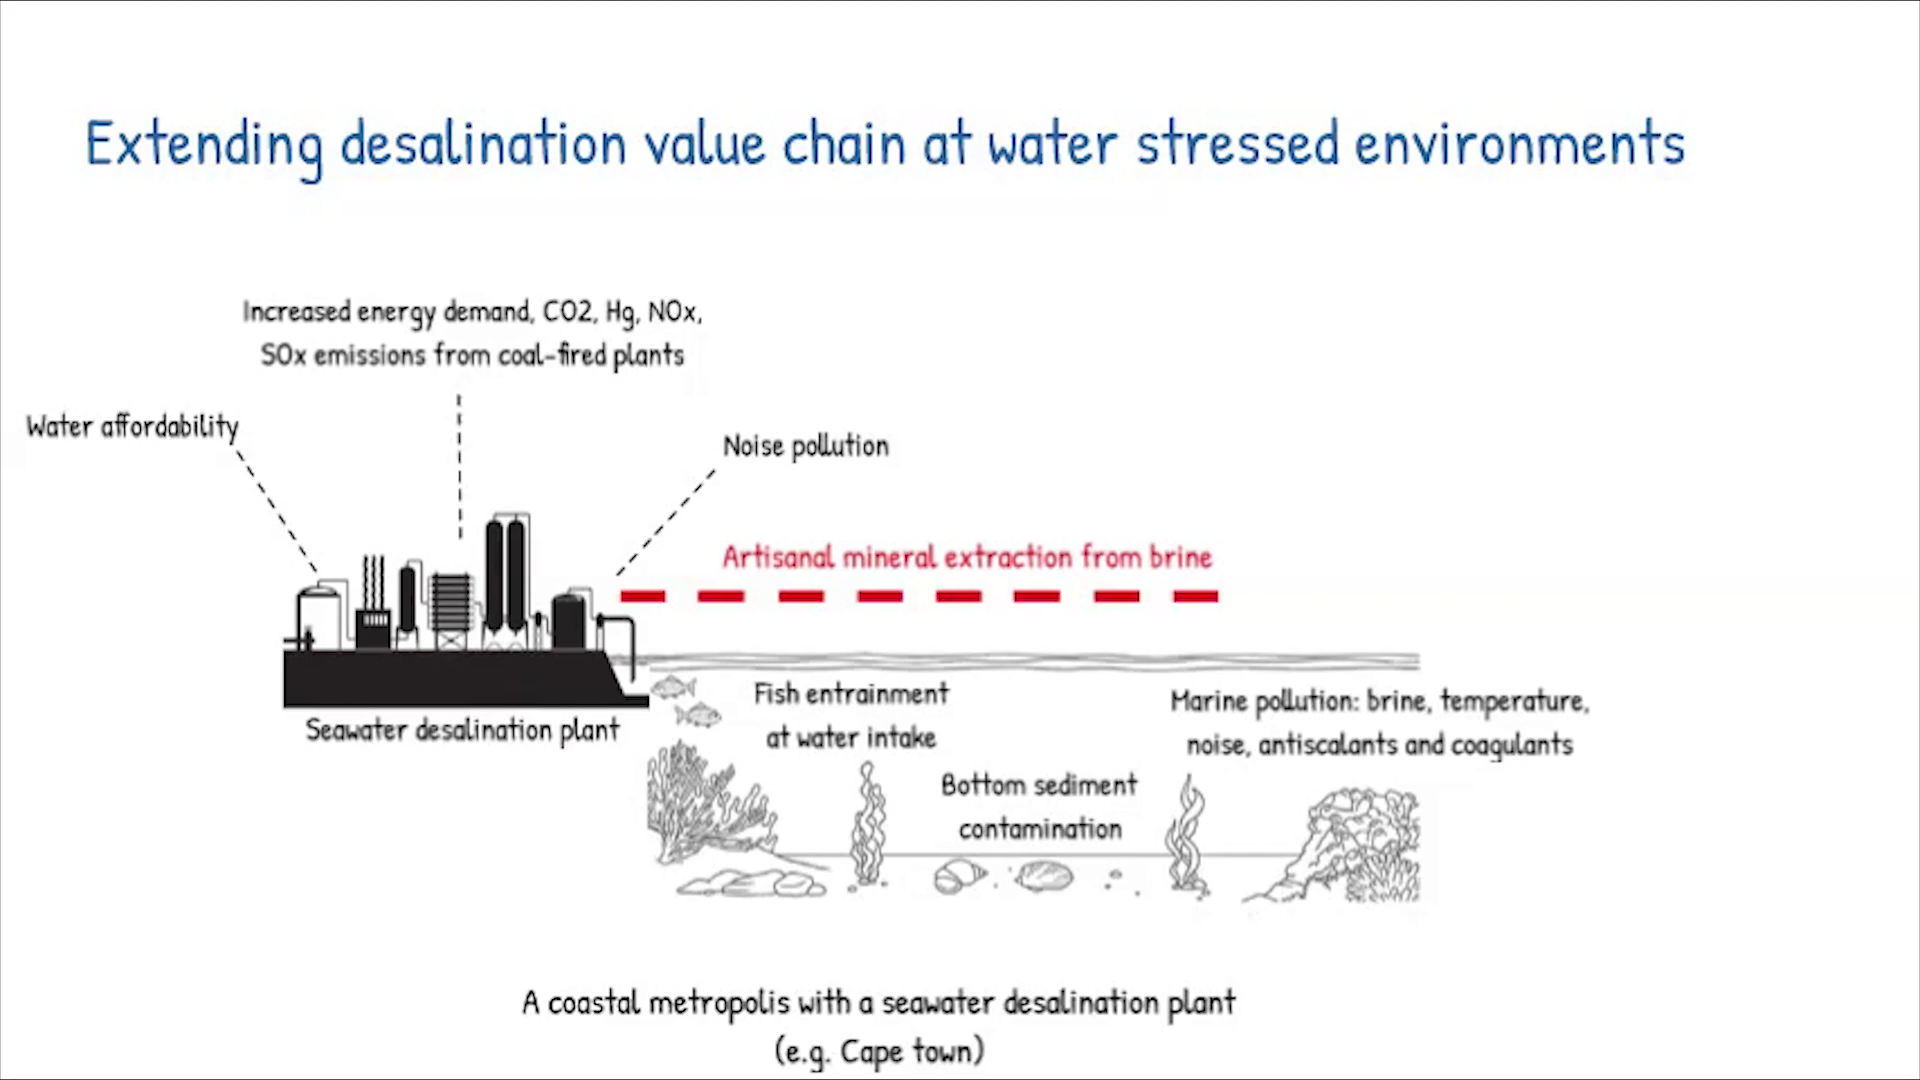 Extending desalination value chain at water stressed environments
Increased energy demand, CO2, Hg, NOx,
SOx emissions from coal-fired plants
Water affordability
Noise pollution
Artisanal mineral extraction from brine
Seawater desalination plant
Fish entrainment
at water intake
Marine pollution: brine, temperature,
noise, antiscalants and coagulants
Bottom sediment
contamination
A coastal metropolis with a seawater desalination plant
(e.g. Cape town)